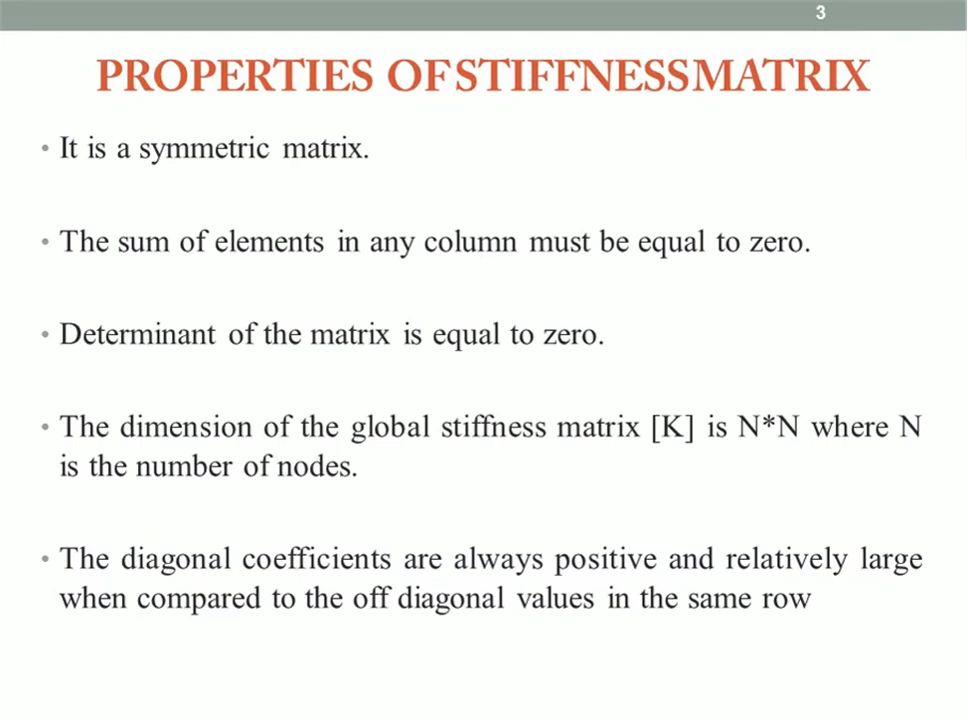 3
PROPERTIES OF STIFFNESS MATRIX
• It is a symmetric matrix.
• The sum of elements in any column must be equal to zero.
• Determinant of the matrix is equal to zero.
• The dimension of the global stiffness matrix [K] is N*N where N
is the number of nodes.
• The diagonal coefficients are always positive and relatively large
when compared to the off diagonal values in the same row